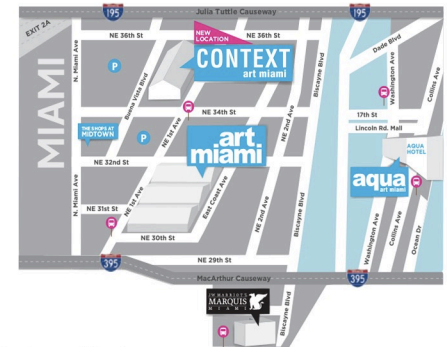 Julia Tuttle Causeway
195
195
EXIT 2A
NE 36th St
NEW
LOCATION
NE 36th St
CONTEXT
art miami
Dade Blvd
N. Miami Ave
P
Buena Vista Blvd
Biscayne Blvd
Washington Ave
Collins Ave
MIAMI
NE 34th St
17th St
THE SHOPS AT
MIDTOWN
P
NE 1st Ave
NE 2nd Ave
Lincoln Rd. Mall
art
miami
AQUA
HOTEL
NE 32nd St
aqua
art miami
N. Miami Ave
NE 1st Ave
East Coast Ave
NE 31st St
NE 2nd Ave
Biscayne Blvd
Washington Ave
Collins Ave
Ocean Dr
NE 30th St
NE 29th St
395
395
MacArthur Causeway
JW MARRIOTT
MARQUIS
MIAMI
Biscayne Blvd